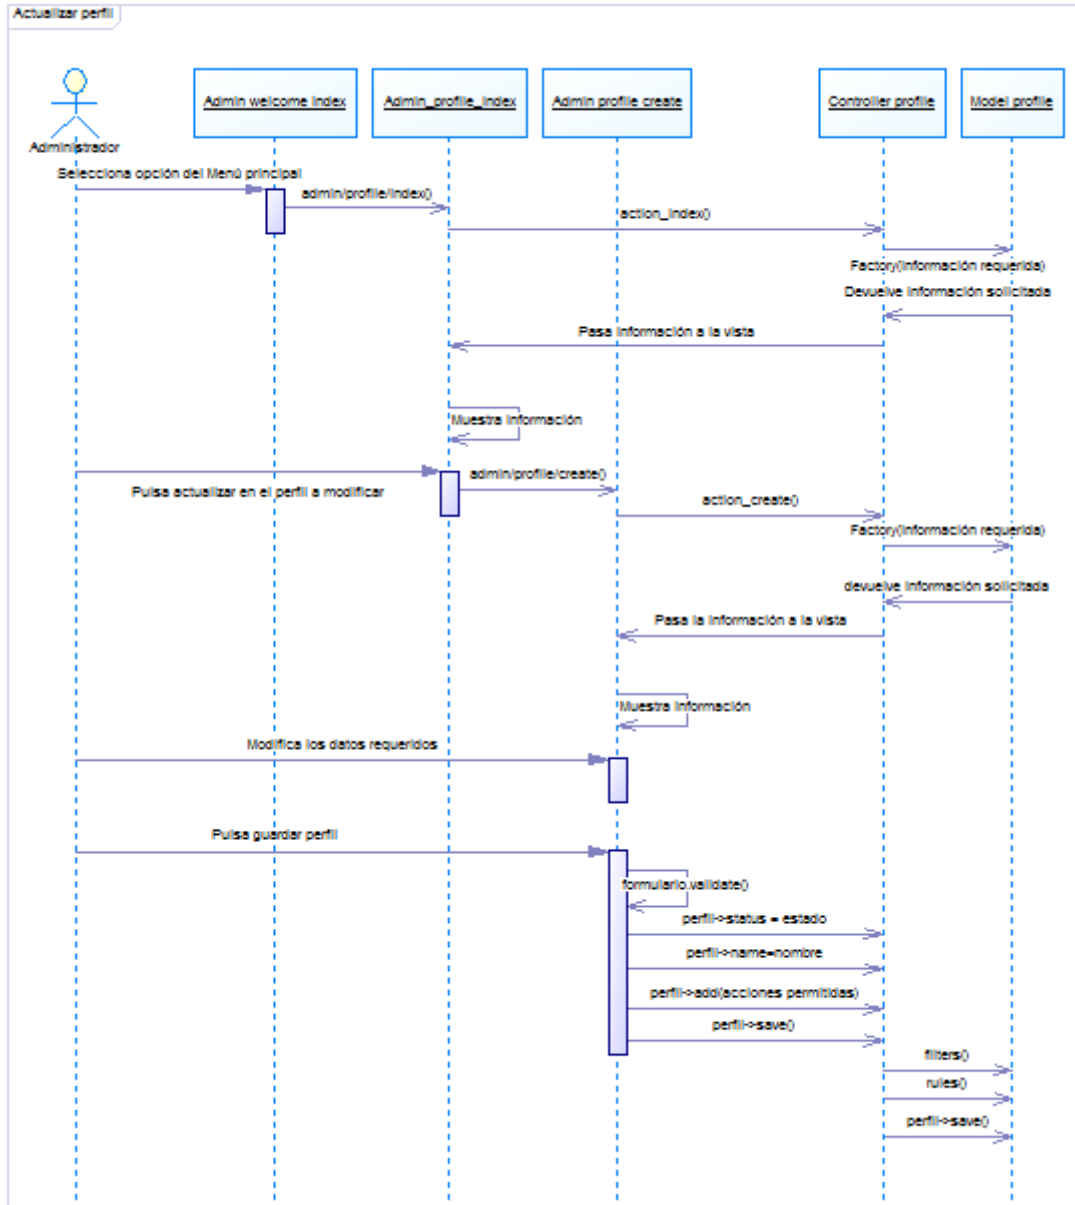 Actualizar perfil
Admin welcome index
Admin_profile_index
Admin profile create
Controller profile
Model profile
Administrador
Selecciona opción del Menú principal
admin/profile/index()
action_index()
Factory(información requerida)
Devuelve información solicitada
Pasa información a la vista
Muestra información
admin/profile/create()
Pulsa actualizar en el perfil a modificar
action_create()
Factory(información requerida)
devuelve información solicitada
Pasa la información a la vista
Muestra información
Modifica los datos requeridos
Pulsa guardar perfil
formulario.validate()
perfil->status = estado
perfil->name=nombre
perfil->add(acciones permitidas)
perfil->save()
filters()
rules()
perfil->save()